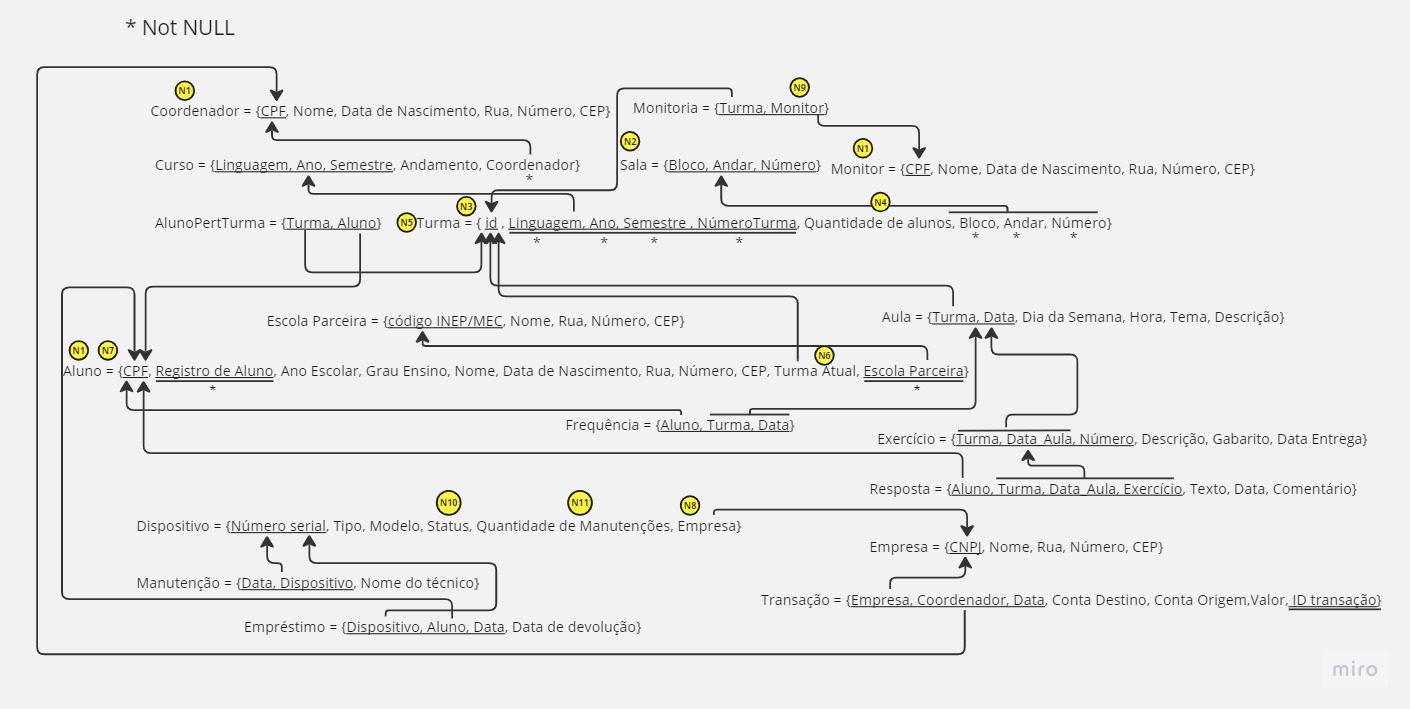 * Not NULL
N1
N9
Coordenador = {CPF, Nome, Data de Nascimento, Rua, Número, CEP}
Monitoria = {Turma, Monitor}
N2
N1
Curso = {Linguagem, Ano, Semestre, Andamento, Coordenador}
*
Sala = {Bloco, Andar, Número}
Monitor = {CPF, Nome, Data de Nascimento, Rua, Número, CEP}
N3
N4
AlunoPertTurma = {Turma, Aluno}
N5
Turma = { id , Linguagem, Ano, Semestre , NúmeroTurma, Quantidade de alunos, Bloco, Andar, Número}
* * * * * * *
Escola Parceira = {código INEP/MEC, Nome, Rua, Número, CEP}
Aula = {Turma, Data, Dia da Semana, Hora, Tema, Descrição}
N1
N7
N6
Aluno = {CPF, Registro de Aluno, Ano Escolar, Grau Ensino, Nome, Data de Nascimento, Rua, Número, CEP, Turma Atual, Escola Parceira}
* *
Frequência = {Aluno, Turma, Data}
Exercício = {Turma, Data_Aula, Número, Descrição, Gabarito, Data Entrega}
Resposta = {Aluno, Turma, Data_Aula, Exercício, Texto, Data, Comentário}
N10
N11
N8
Dispositivo = {Número serial, Tipo, Modelo, Status, Quantidade de Manutenções, Empresa}
Empresa = {CNPJ, Nome, Rua, Número, CEP}
Manutenção = {Data, Dispositivo, Nome do técnico}
Transação = {Empresa, Coordenador, Data, Conta Destino, Conta Origem,Valor, ID transação}
Empréstimo = {Dispositivo, Aluno, Data, Data de devolução}
miro